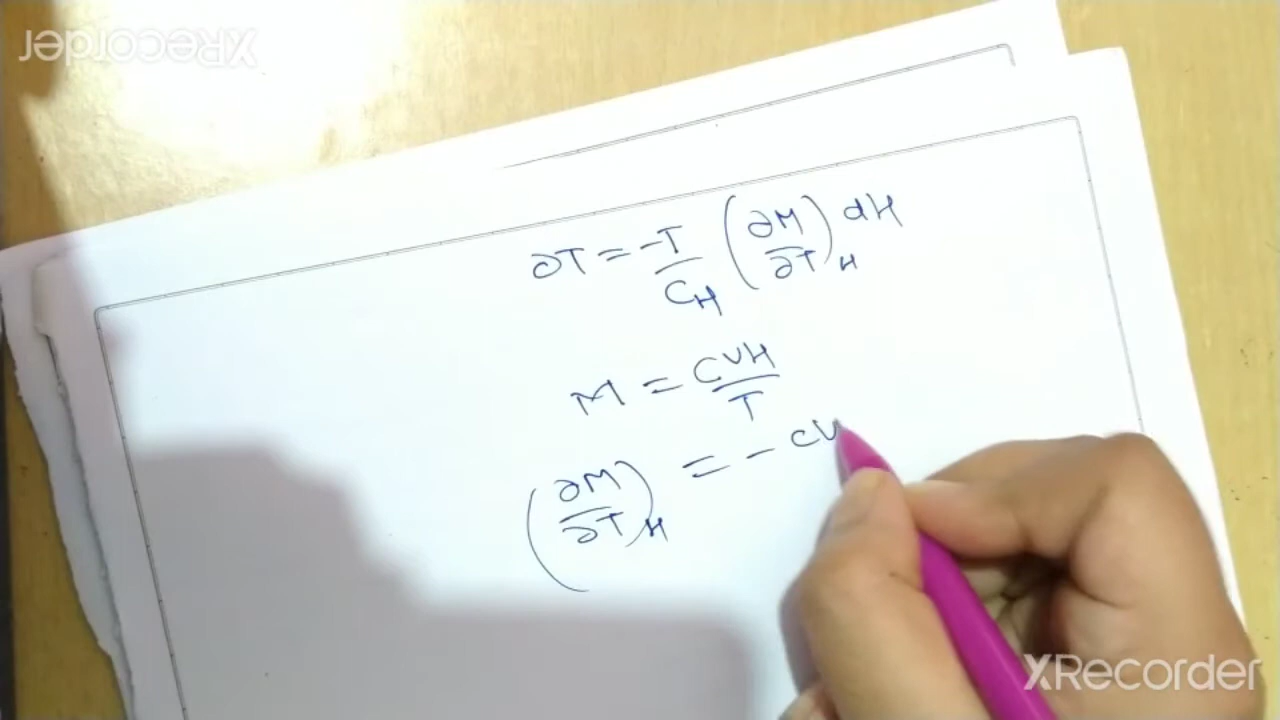 XRecorder
∂T = -T/C_H (∂M/∂T)_H dH
M = CVH/T
(∂M/∂T)_H = - CV
XRecorder